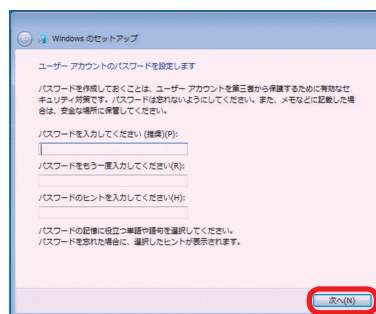 Windows のセットアップ
ユーザー アカウントのパスワードを設定します
パスワードを作成しておくことは、ユーザー アカウントを第三者から保護するために有効なセ
キュリティ対策です。パスワードは忘れないようにしてください。また、メモなどに記載した場
合は、安全な場所に保管してください。
パスワードを入力してください (推奨)(P):
パスワードをもう一度入力してください(R):
パスワードのヒントを入力してください(H):
パスワードの記憶に役立つ単語や語句を選択してください。
パスワードを忘れた場合に、選択したヒントが表示されます。
次へ(N)